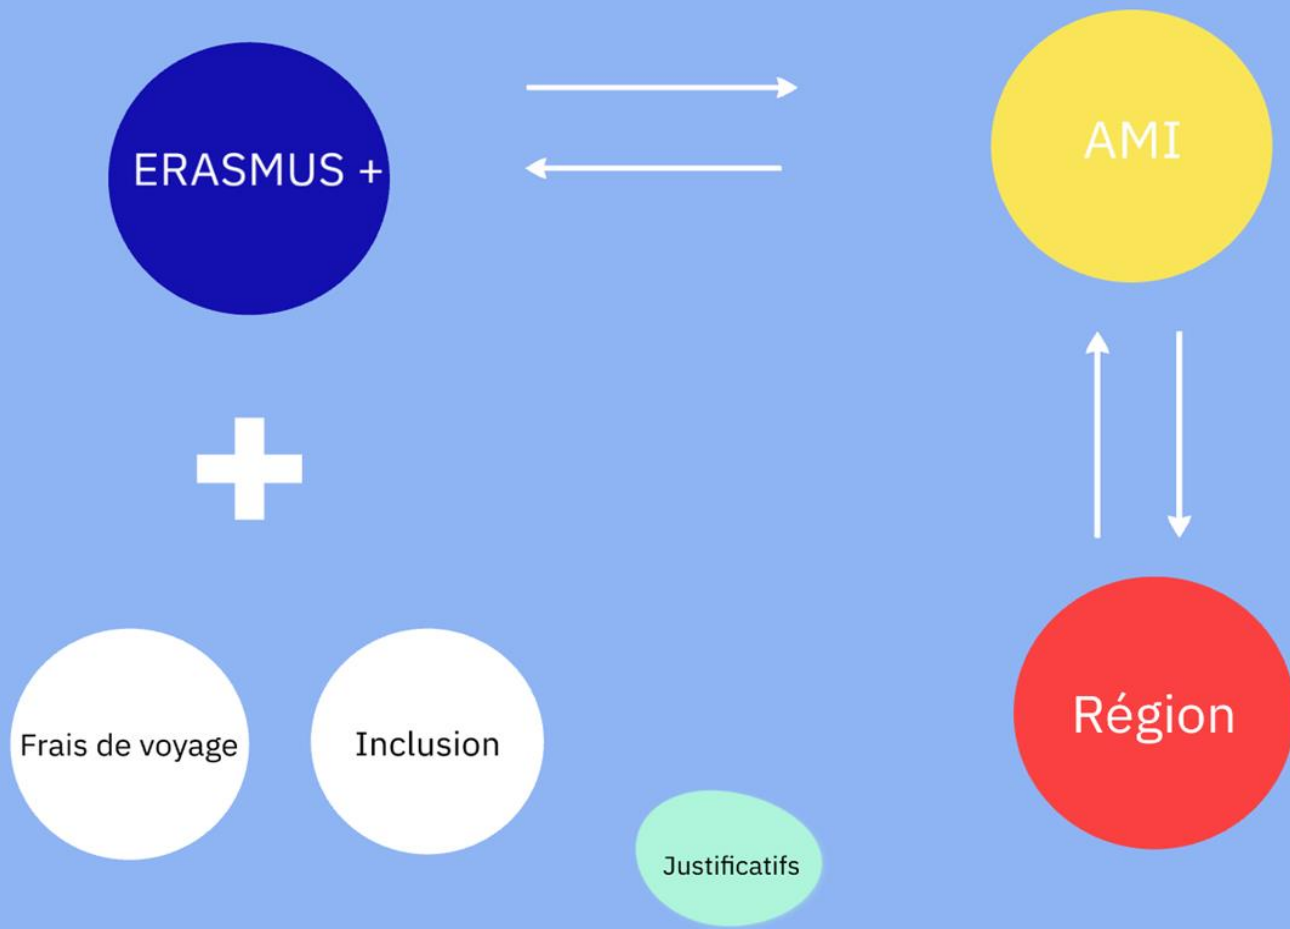 ERASMUS +
AMI
Région
Frais de voyage
Inclusion
Justificatifs